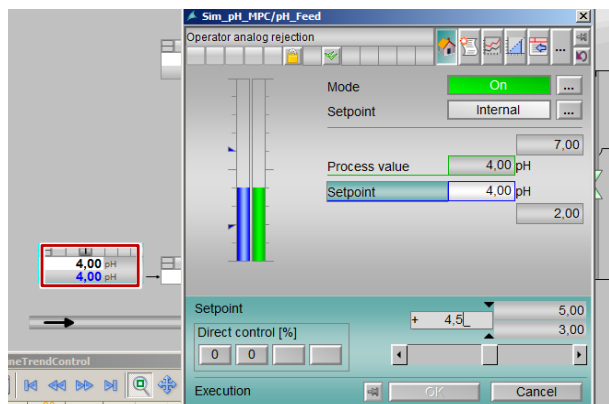 Sim_pH_MPC/pH_Feed
Operator analog rejection
...
Mode On ...
Setpoint Internal ...
7,00
Process value 4,00 pH
Setpoint 4,00 pH
2,00
4,00 pH
4,00 pH
Setpoint
+ 4,5_
5,00
3,00
Direct control [%]
0 0
neTrendControl
Execution OK Cancel